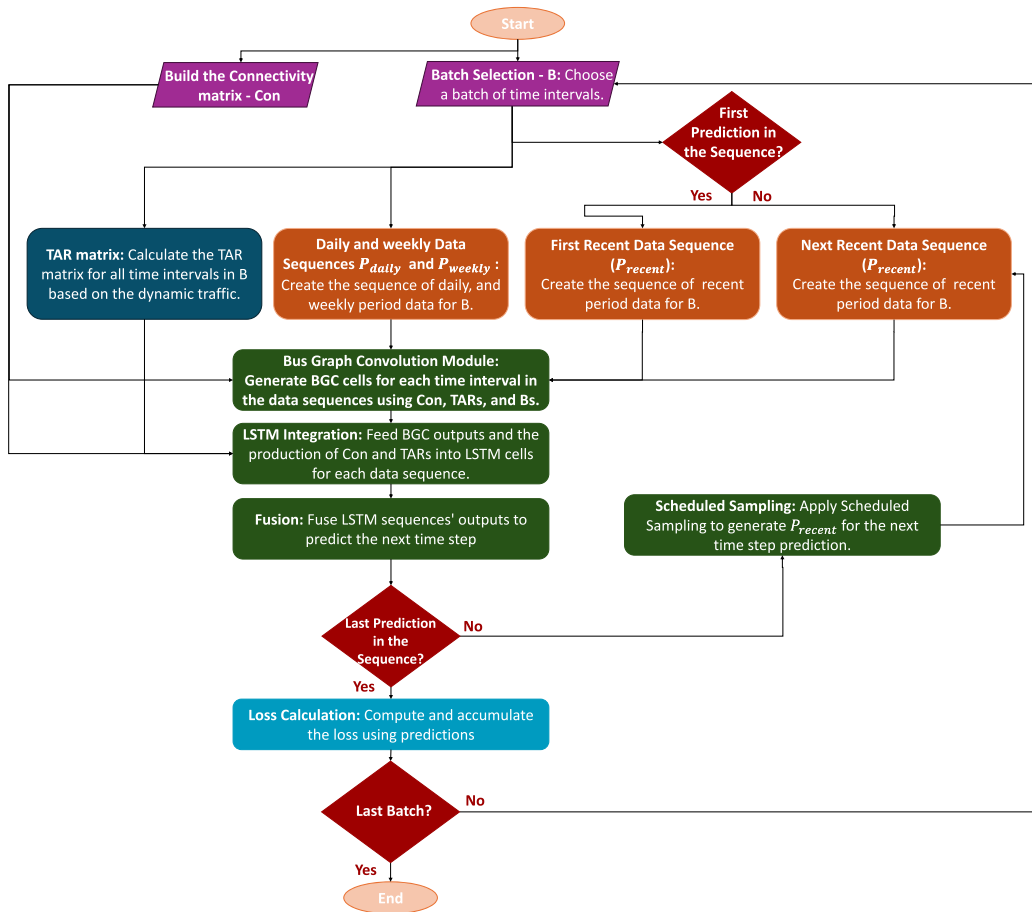 Start
Build the Connectivity
matrix - Con
Batch Selection - B: Choose
a batch of time intervals.
First
Prediction in
the Sequence?
Yes
No
TAR matrix: Calculate the TAR
matrix for all time intervals in B
based on the dynamic traffic.
Daily and weekly Data
Sequences P_daily and P_weekly :
Create the sequence of daily, and
weekly period data for B.
First Recent Data Sequence
(P_recent):
Create the sequence of recent
period data for B.
Next Recent Data Sequence
(P_recent):
Create the sequence of recent
period data for B.
Bus Graph Convolution Module:
Generate BGC cells for each time interval in
the data sequences using Con, TARs, and Bs.
LSTM Integration: Feed BGC outputs and the
production of Con and TARs into LSTM cells
for each data sequence.
Fusion: Fuse LSTM sequences' outputs to
predict the next time step
Scheduled Sampling: Apply Scheduled
Sampling to generate P_recent for the next
time step prediction.
Last Prediction
in the
Sequence?
No
Yes
Loss Calculation: Compute and accumulate
the loss using predictions
Last Batch?
No
Yes
End